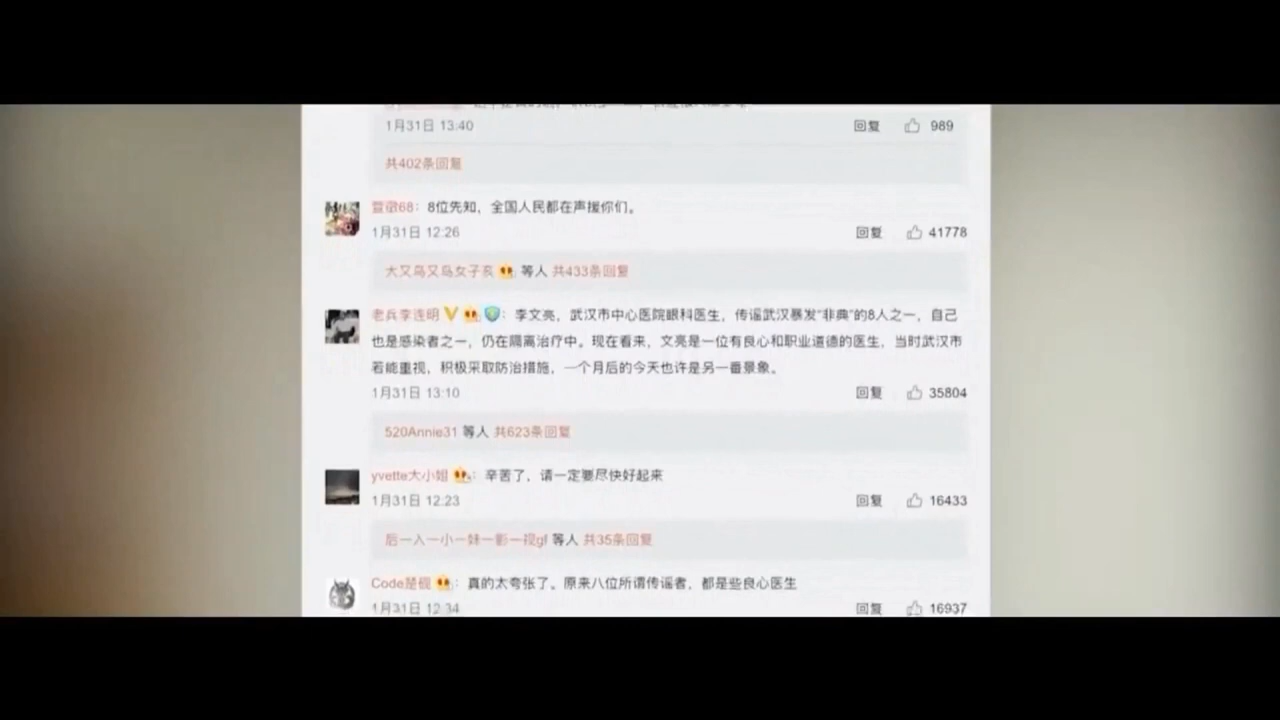 1月31日 13:40 回复 989
共402条回复
萱微68：8位先知，全国人民都在声援你们。
1月31日 12:26 回复 41778
大又鸟又鸟女子亥 等人 共433条回复
老兵李连明：李文亮，武汉市中心医院眼科医生，传谣武汉暴发“非典”的8人之一，自己
也是感染者之一，仍在隔离治疗中。现在看来，文亮是一位有良心和职业道德的医生，当时武汉市
若能重视，积极采取防治措施，一个月后的今天也许是另一番景象。
1月31日 13:10 回复 35804
520Annie31 等人 共623条回复
yvette大小姐：辛苦了，请一定要尽快好起来
1月31日 12:23 回复 16433
后一入一小一妹一影一视gf 等人 共35条回复
Code楚砚：真的太夸张了。原来八位所谓传谣者，都是些良心医生
1月31日 12:34 回复 16937